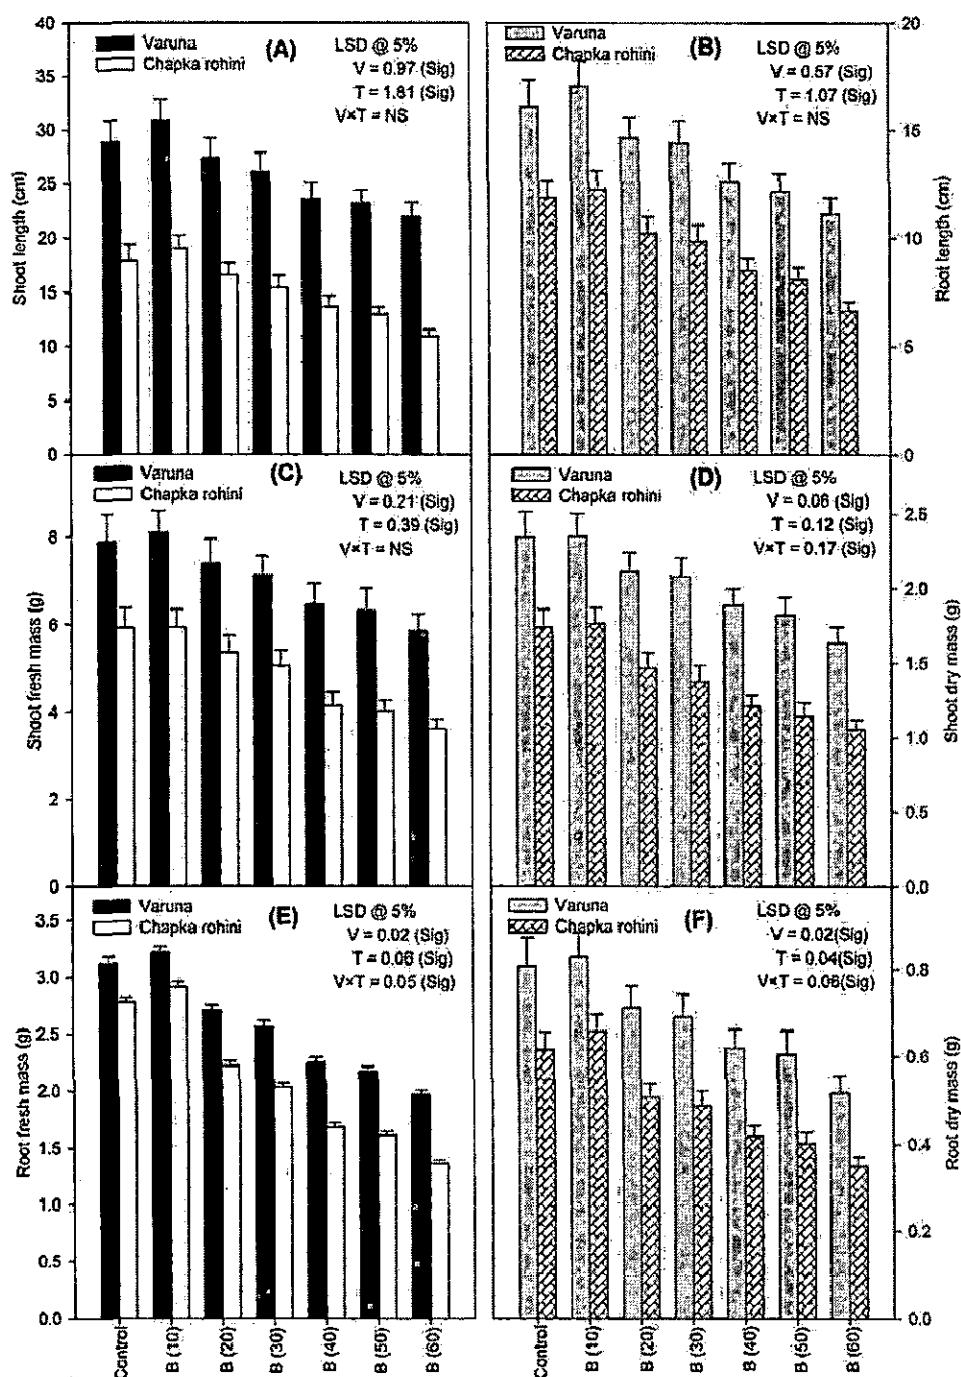 40
35
30
25
20
15
10
5
0
Shoot length (cm)
Varuna
Chapka rohini
(A)
LSD @ 5%
V = 0.97 (Sig)
T = 1.81 (Sig)
V×T = NS
Varuna
Chapka rohini
(B)
LSD @ 5%
V = 0.57 (Sig)
T = 1.07 (Sig)
V×T = NS
20
15
10
5
0
Root length (cm)
8
6
4
2
0
Shoot fresh mass (g)
Varuna
Chapka rohini
(C)
LSD @ 5%
V = 0.21 (Sig)
T = 0.39 (Sig)
V×T = NS
Varuna
Chapka rohini
(D)
LSD @ 5%
V = 0.06 (Sig)
T = 0.12 (Sig)
V×T = 0.17 (Sig)
2.5
2.0
1.5
1.0
0.5
0.0
Shoot dry mass (g)
3.5
3.0
2.5
2.0
1.5
1.0
0.5
0.0
Root fresh mass (g)
Varuna
Chapka rohini
(E)
LSD @ 5%
V = 0.02 (Sig)
T = 0.06 (Sig)
V×T = 0.05 (Sig)
Varuna
Chapka rohini
(F)
LSD @ 5%
V = 0.02(Sig)
T = 0.04(Sig)
V×T = 0.06(Sig)
0.8
0.6
0.4
0.2
0.0
Root dry mass (g)
Control
B (10)
B (20)
B (30)
B (40)
B (50)
B (60)
Control
B (10)
B (20)
B (30)
B (40)
B (50)
B (60)